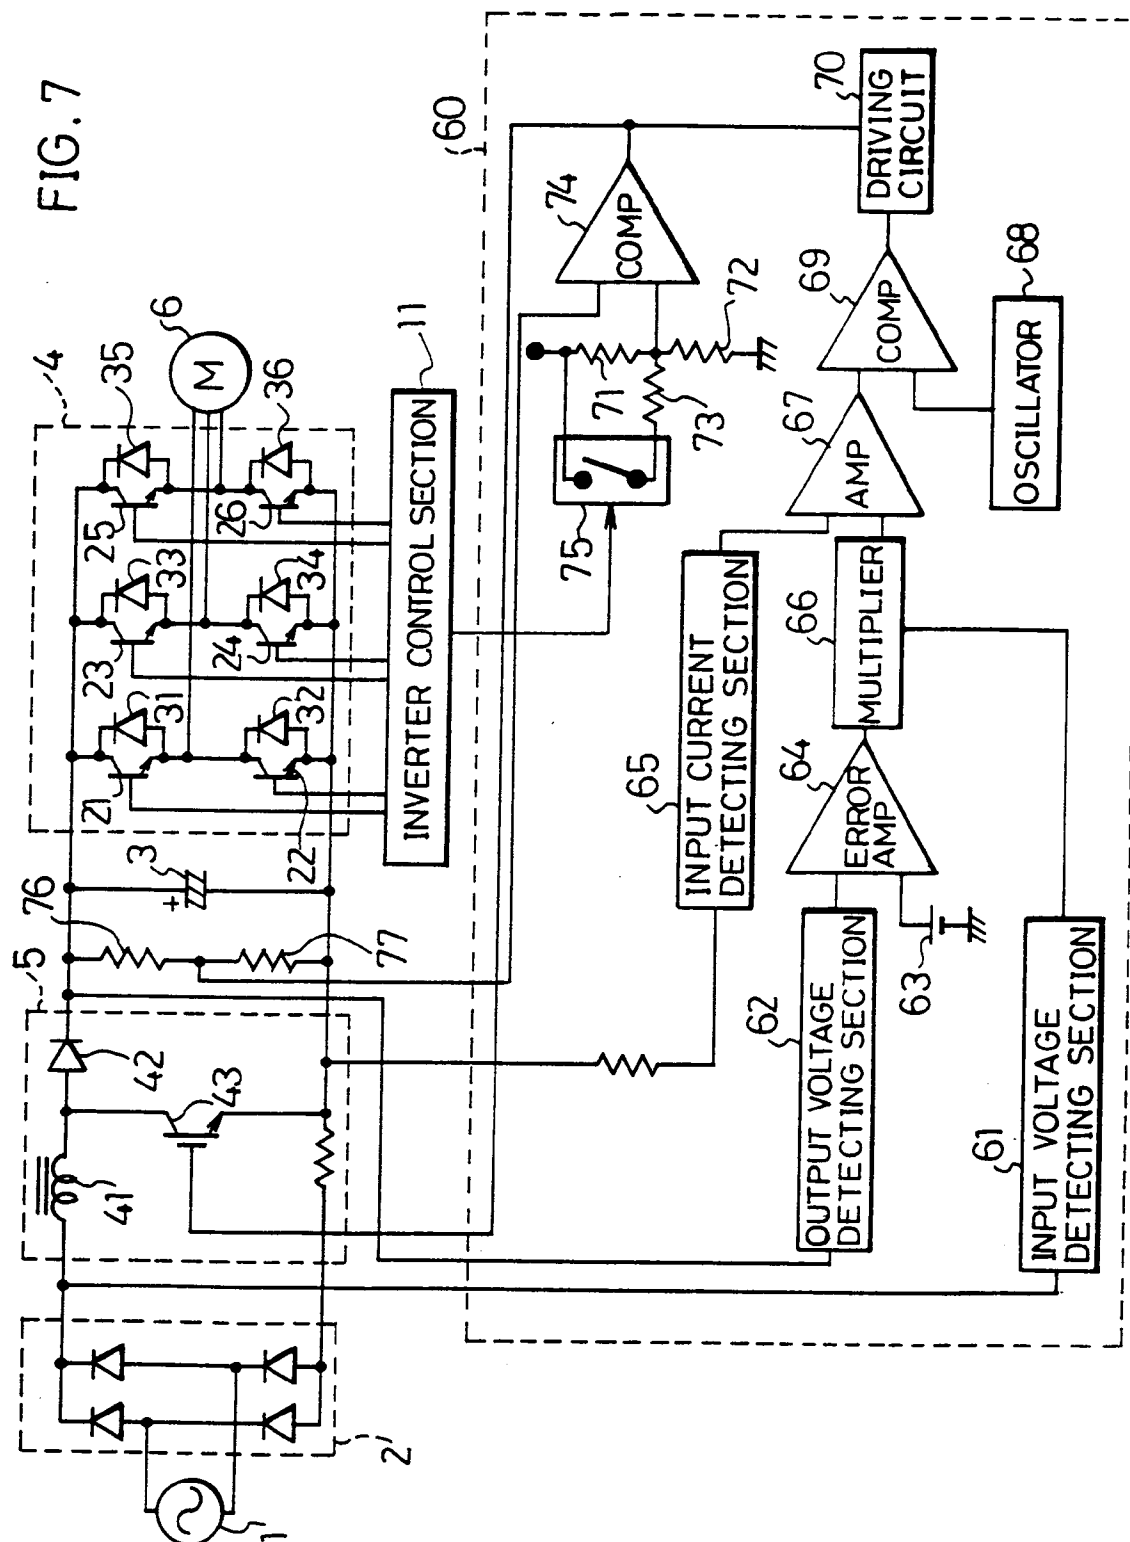 FIG. 7
1
2
5
41
42
43
76
77
3
+
4
21
22
31
32
23
24
33
34
25
26
35
36
6
M
INVERTER CONTROL SECTION
11
60
75
71
72
73
74
COMP
65
INPUT CURRENT
DETECTING SECTION
62
OUTPUT VOLTAGE
DETECTING SECTION
61
INPUT VOLTAGE
DETECTING SECTION
63
64
ERROR
AMP
66
MULTIPLIER
67
AMP
68
OSCILLATOR
69
COMP
70
DRIVING
CIRCUIT